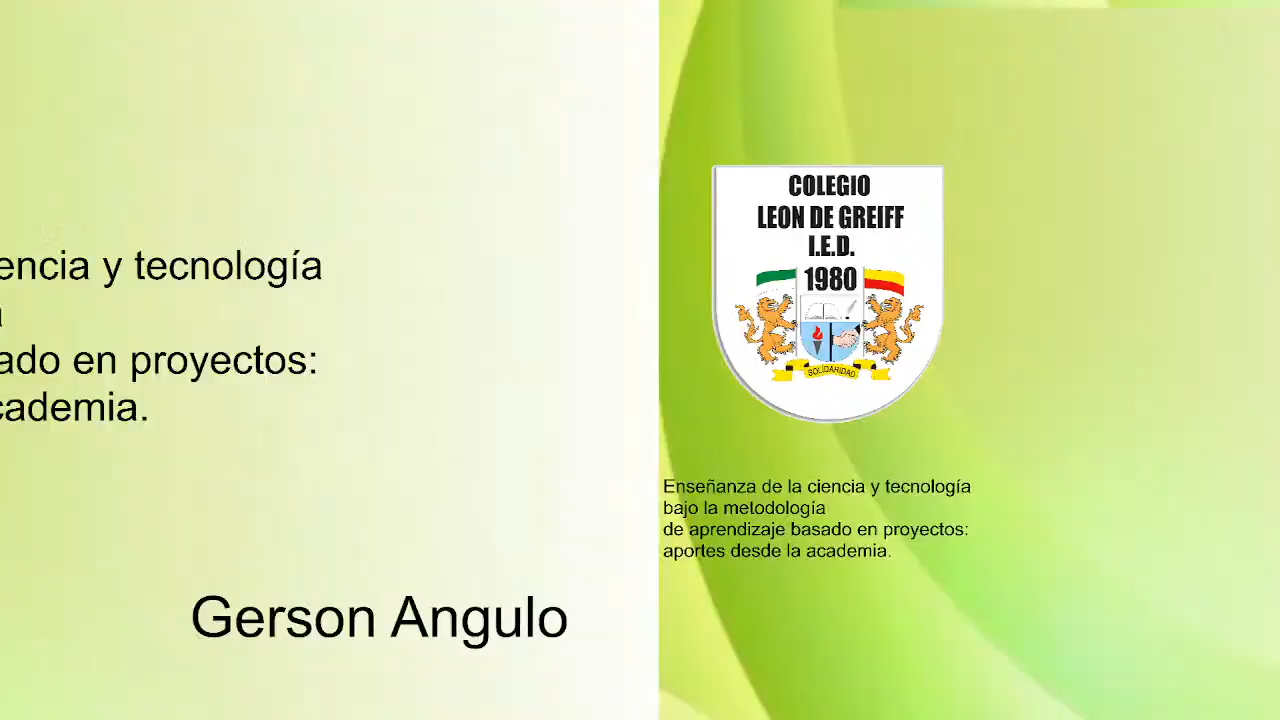 encia y tecnología
ado en proyectos:
cademia.
Gerson Angulo
COLEGIO
LEON DE GREIFF
I.E.D.
1980
SOLIDARIDAD
Enseñanza de la ciencia y tecnología
bajo la metodología
de aprendizaje basado en proyectos:
aportes desde la academia.